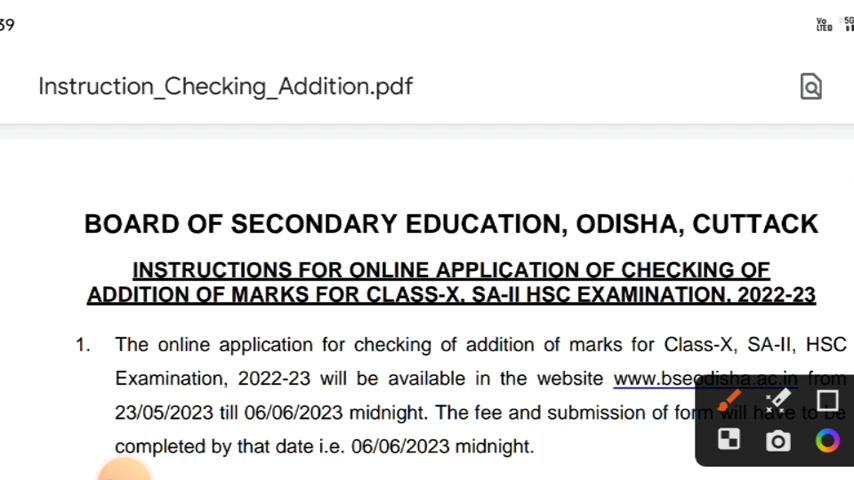 39
Vo
LTED
5G
Instruction_Checking_Addition.pdf
BOARD OF SECONDARY EDUCATION, ODISHA, CUTTACK
INSTRUCTIONS FOR ONLINE APPLICATION OF CHECKING OF
ADDITION OF MARKS FOR CLASS-X, SA-II HSC EXAMINATION, 2022-23
1. The online application for checking of addition of marks for Class-X, SA-II, HSC
Examination, 2022-23 will be available in the website www.bseodisha.ac.in from
23/05/2023 till 06/06/2023 midnight. The fee and submission of form will have to be
completed by that date i.e. 06/06/2023 midnight.